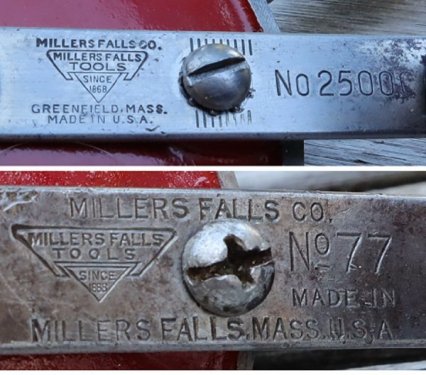 MILLERS FALLS CO.
MILLERS FALLS
TOOLS
SINCE
1868
GREENFIELD, MASS.
MADE IN U.S.A.
No 2500
MILLERS FALLS CO.
MILLERS FALLS
TOOLS
SINCE
1868
No 77
MADE-IN
MILLERS FALLS, MASS. U.S.A